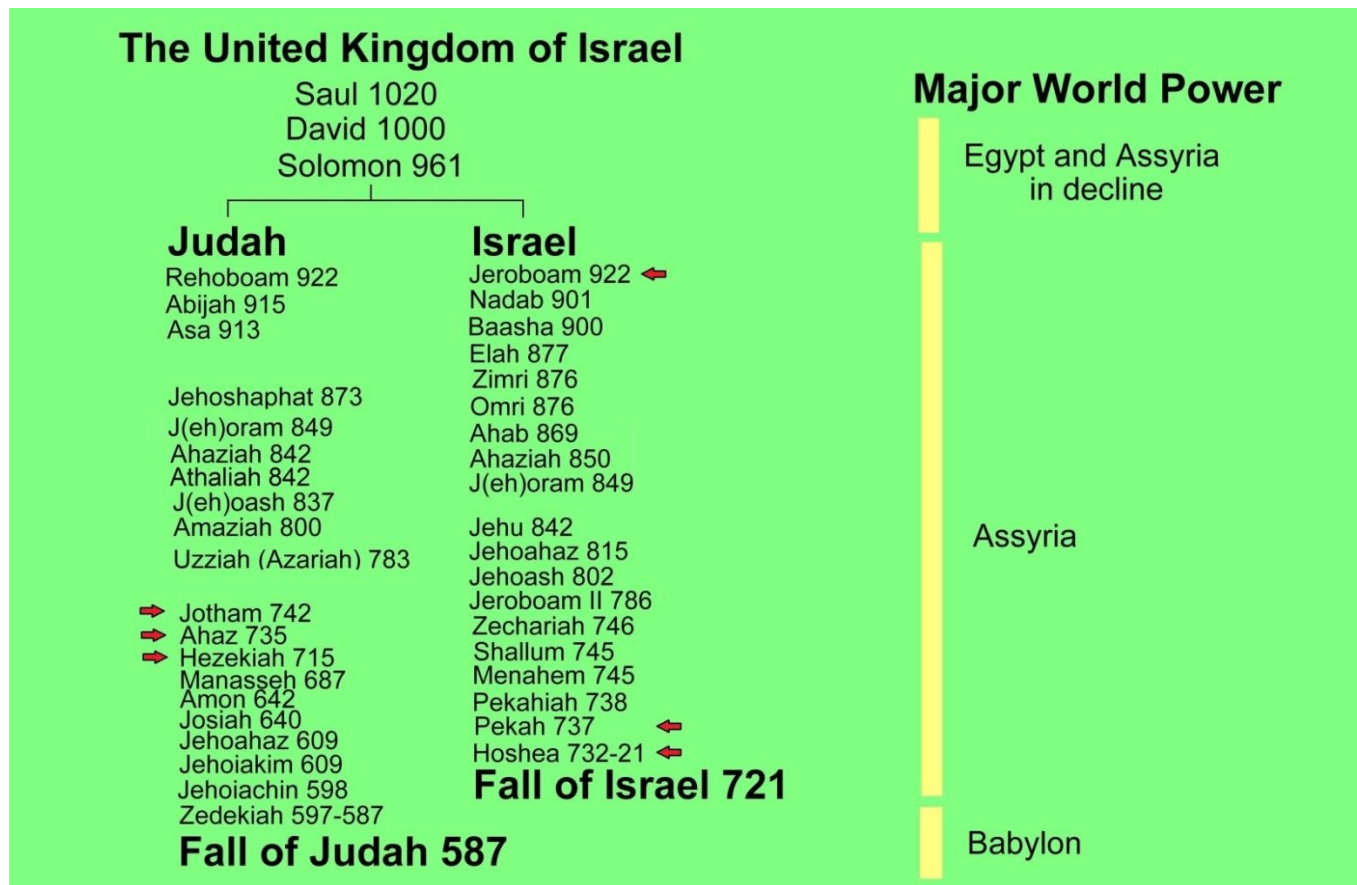 The United Kingdom of Israel
Saul 1020
David 1000
Solomon 961
Judah
Rehoboam 922
Abijah 915
Asa 913
Jehoshaphat 873
J(eh)oram 849
Ahaziah 842
Athaliah 842
J(eh)oash 837
Amaziah 800
Uzziah (Azariah) 783
Jotham 742
Ahaz 735
Hezekiah 715
Manasseh 687
Amon 642
Josiah 640
Jehoahaz 609
Jehoiakim 609
Jehoiachin 598
Zedekiah 597-587
Fall of Judah 587
Israel
Jeroboam 922
Nadab 901
Baasha 900
Elah 877
Zimri 876
Omri 876
Ahab 869
Ahaziah 850
J(eh)oram 849
Jehu 842
Jehoahaz 815
Jehoash 802
Jeroboam II 786
Zechariah 746
Shallum 745
Menahem 745
Pekahiah 738
Pekah 737
Hoshea 732-21
Fall of Israel 721
Major World Power
Egypt and Assyria
in decline
Assyria
Babylon